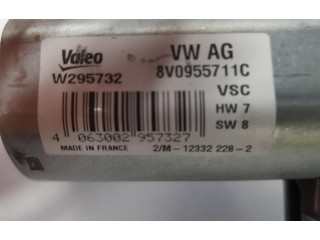 Valeo VW AG
W295732 8V0955711C
VSC
HW 7
SW 8
4 063002 957327
MADE IN FRANCE 2/M-12332 228-2